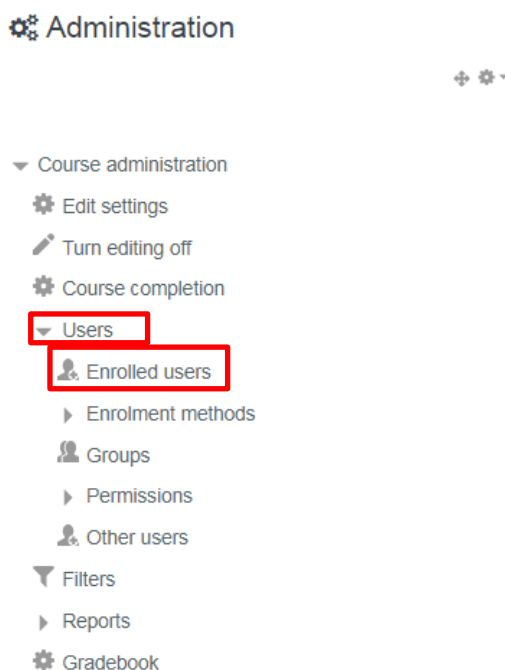 Administration
Course administration
Edit settings
Turn editing off
Course completion
Users
Enrolled users
Enrolment methods
Groups
Permissions
Other users
Filters
Reports
Gradebook